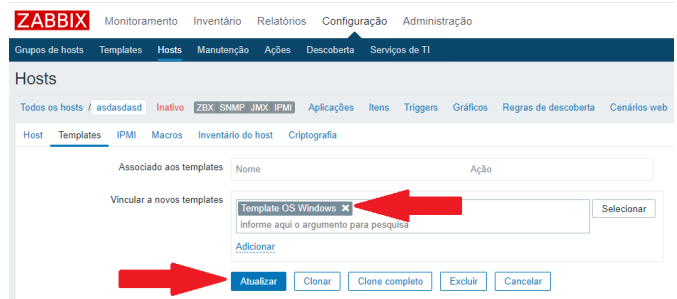 ZABBIX Monitoramento Inventário Relatórios Configuração Administração
Grupos de hosts Templates Hosts Manutenção Ações Descoberta Serviços de TI
Hosts
Todos os hosts / asdasdasd Inativo ZBX SNMP JMX IPMI Aplicações Itens Triggers Gráficos Regras de descoberta Cenários web
Host Templates IPMI Macros Inventário do host Criptografia
Associado aos templates Nome Ação
Vincular a novos templates Template OS Windows ✖ Selecionar
informe aqui o argumento para pesquisa
Adicionar
Atualizar Clonar Clone completo Excluir Cancelar